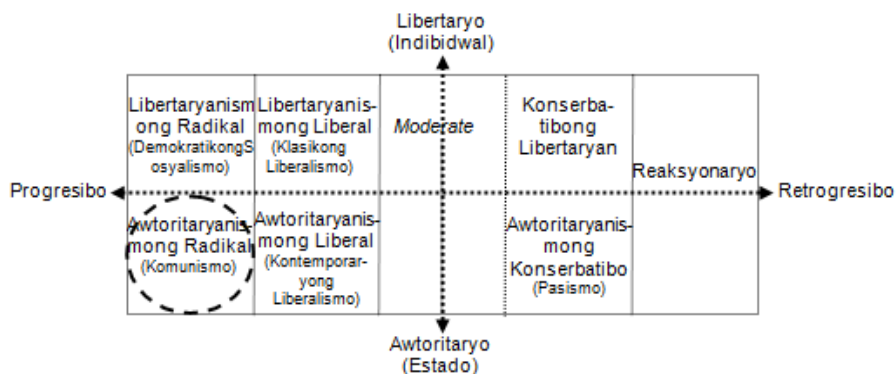 Libertaryo
(Indibidwal)
Libertaryanism
ong Radikal
(DemokratikongS
osyalismo)
Libertaryanis-
mong Liberal
(Klasikong
Liberalismo)
Moderate
Konserba-
tibong
Libertaryan
Reaksyonaryo
Progresibo
Retrogresibo
Awtoritaryanis-
mong Radikal
(Komunismo)
Awtoritaryanis-
mong Liberal
(Kontemporar-
yong
Liberalismo)
Awtoritaryanis-
mong
Konserbatibo
(Pasismo)
Awtoritaryo
(Estado)